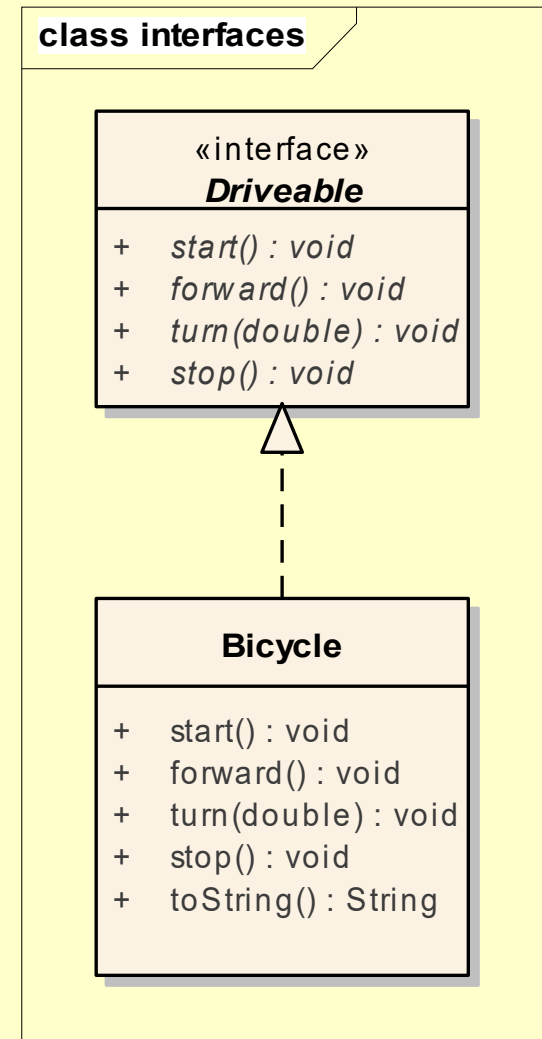 class interfaces
«interface»
Driveable
+ start() : void
+ forward() : void
+ turn(double) : void
+ stop() : void
Bicycle
+ start() : void
+ forward() : void
+ turn(double) : void
+ stop() : void
+ toString() : String